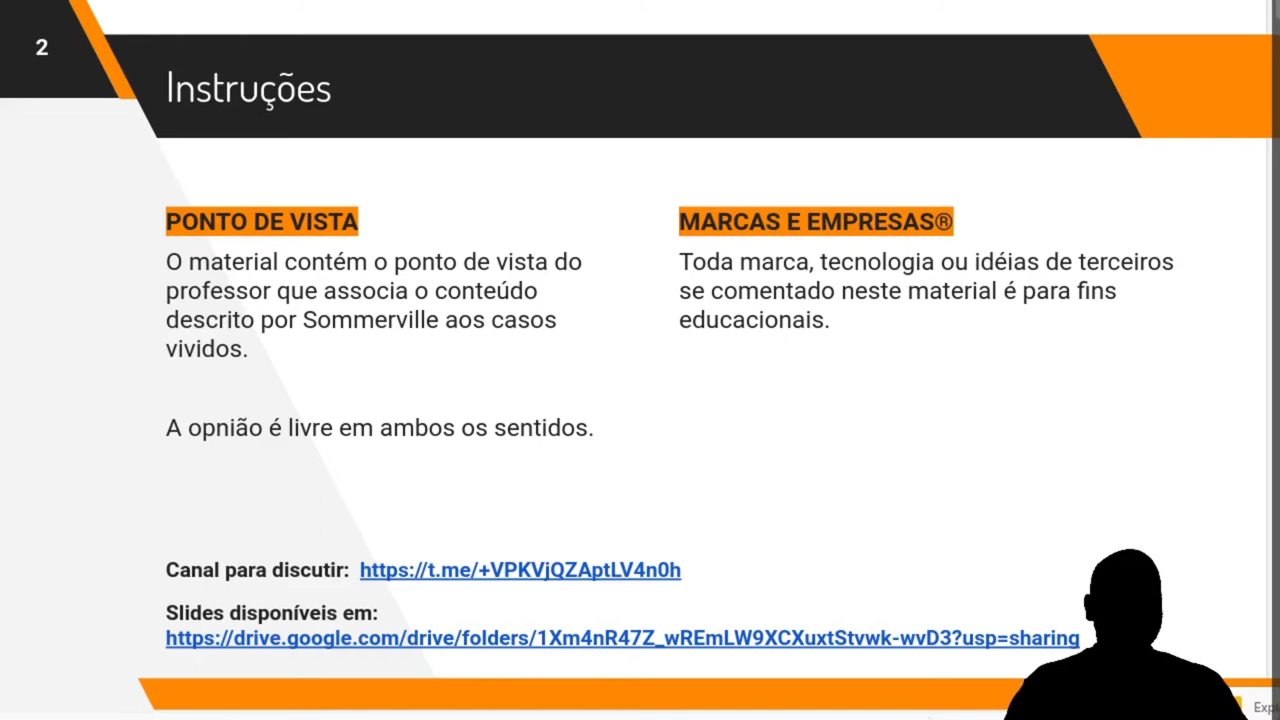 2
Instruções
PONTO DE VISTA
O material contém o ponto de vista do
professor que associa o conteúdo
descrito por Sommerville aos casos
vividos.
A opnião é livre em ambos os sentidos.
MARCAS E EMPRESAS®
Toda marca, tecnologia ou idéias de terceiros
se comentado neste material é para fins
educacionais.
Canal para discutir: https://t.me/+VPKVjQZAptLV4n0h
Slides disponíveis em:
https://drive.google.com/drive/folders/1Xm4nR47Z_wREmLW9XCXuxtStvwk-wvD3?usp=sharing